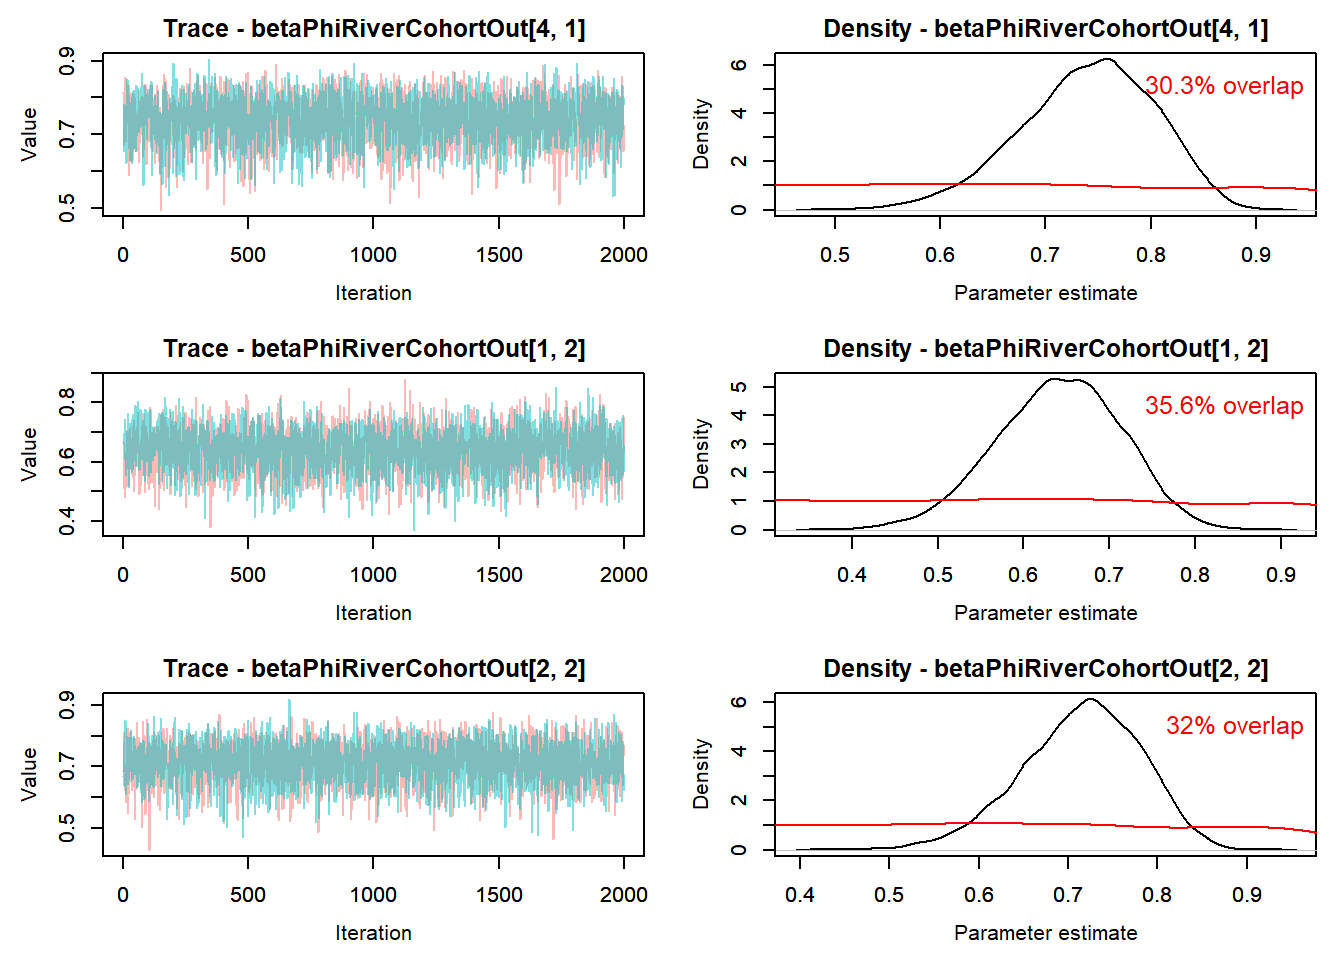 Trace - betaPhiRiverCohortOut[4, 1]
Value
0.5 0.7 0.9
0 500 1000 1500 2000
Iteration
Density - betaPhiRiverCohortOut[4, 1]
30.3% overlap
Density
0 2 4 6
0.5 0.6 0.7 0.8 0.9
Parameter estimate
Trace - betaPhiRiverCohortOut[1, 2]
Value
0.4 0.6 0.8
0 500 1000 1500 2000
Iteration
Density - betaPhiRiverCohortOut[1, 2]
35.6% overlap
Density
0 1 2 3 4 5
0.4 0.5 0.6 0.7 0.8 0.9
Parameter estimate
Trace - betaPhiRiverCohortOut[2, 2]
Value
0.5 0.7 0.9
0 500 1000 1500 2000
Iteration
Density - betaPhiRiverCohortOut[2, 2]
32% overlap
Density
0 2 4 6
0.4 0.5 0.6 0.7 0.8 0.9
Parameter estimate